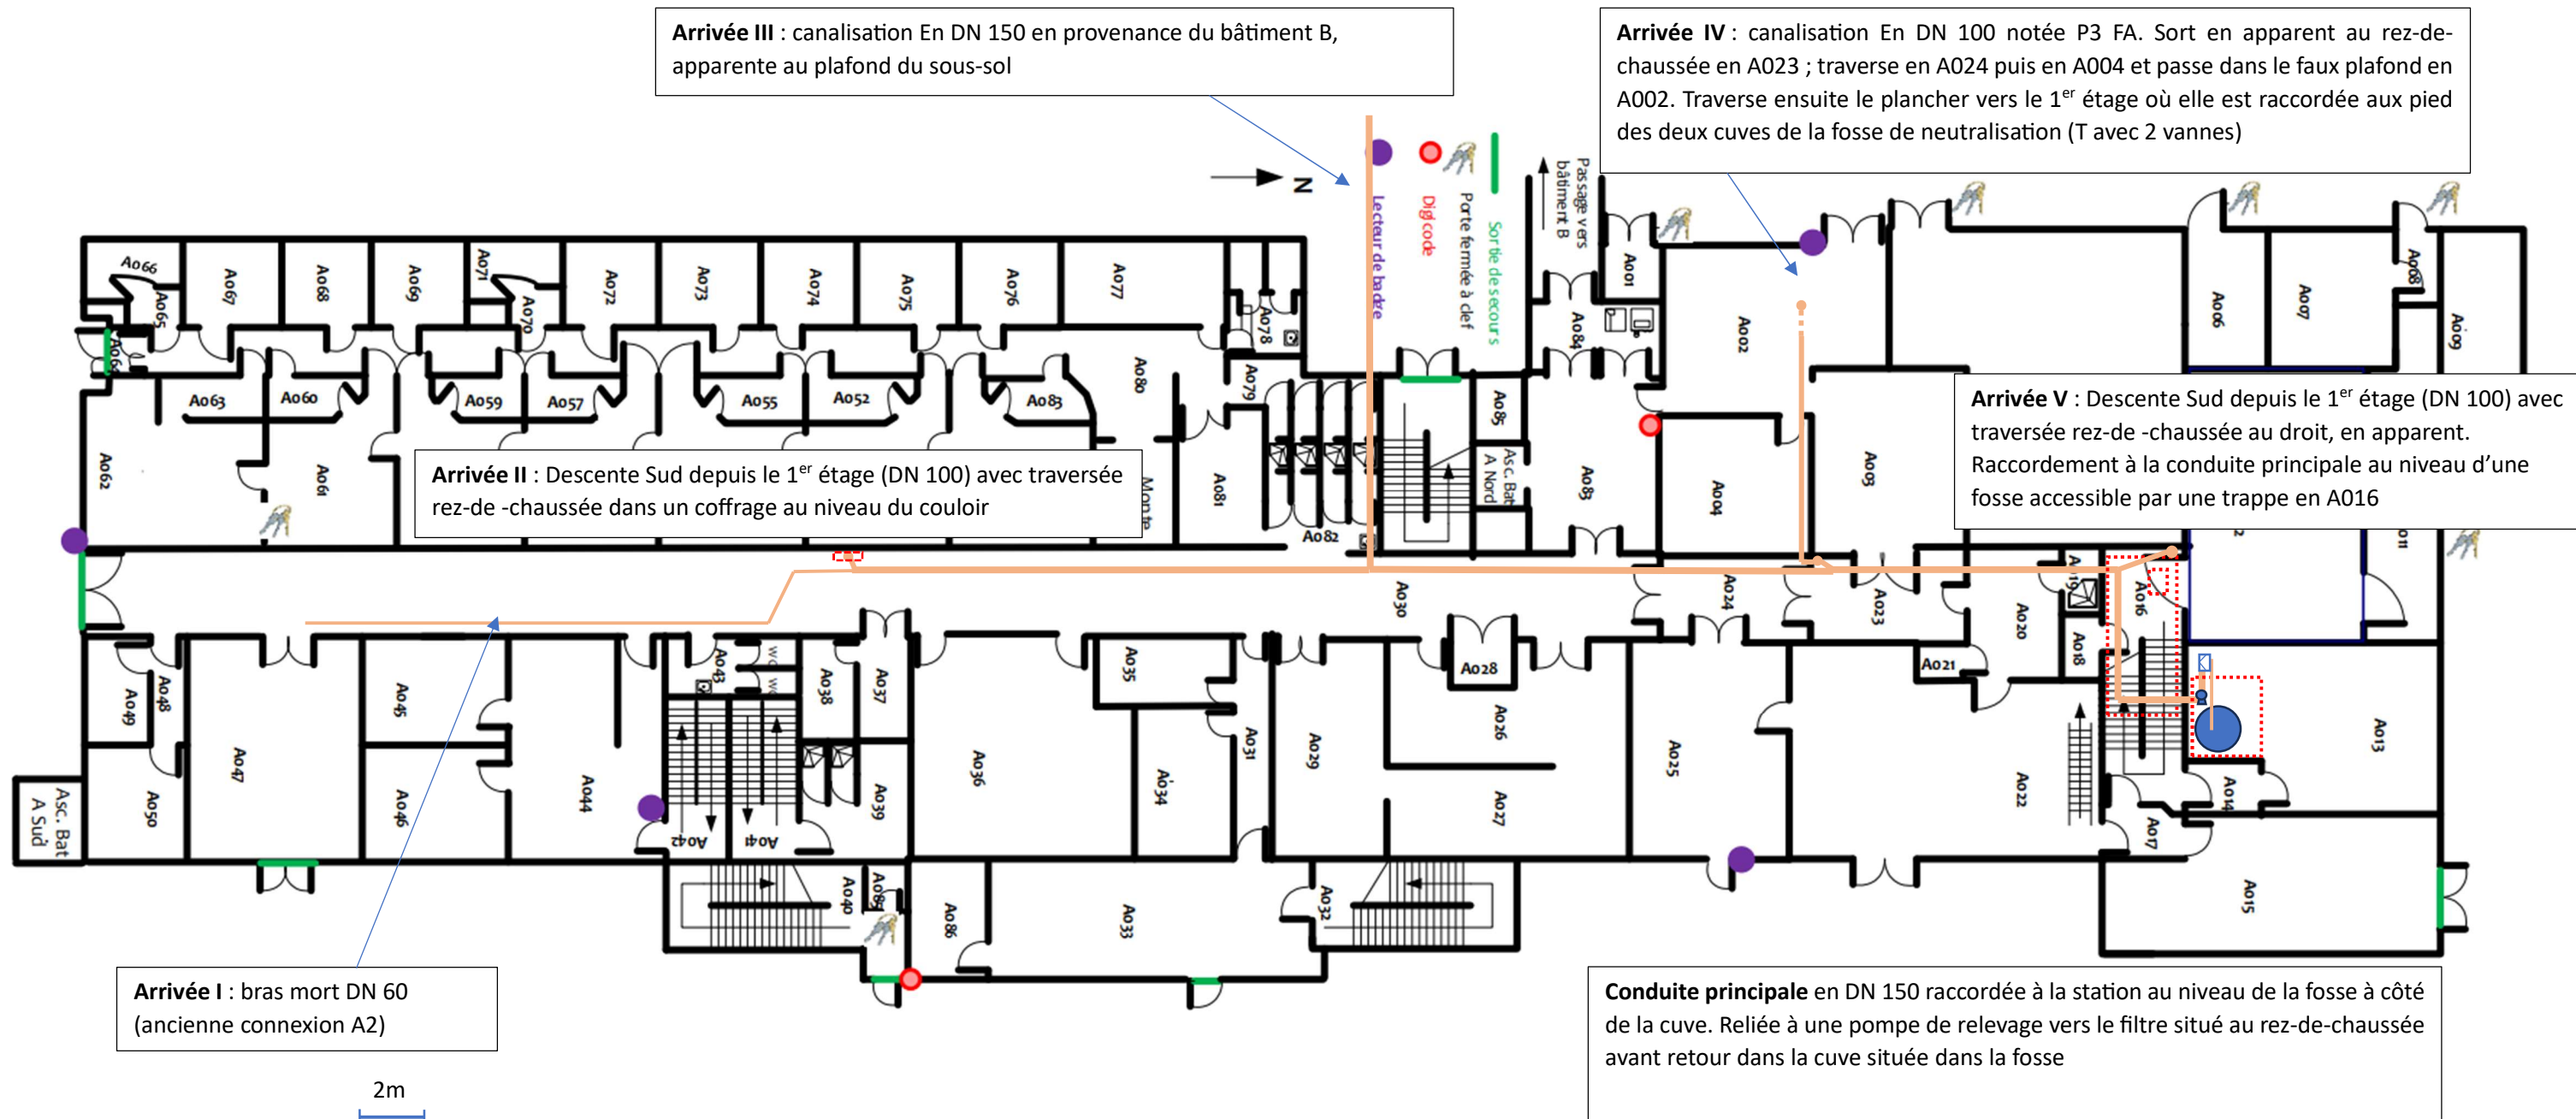 Arrivée III : canalisation En DN 150 en provenance du bâtiment B,
apparente au plafond du sous-sol
Arrivée IV : canalisation En DN 100 notée P3 FA. Sort en apparent au rez-de-
chaussée en A023 ; traverse en A024 puis en A004 et passe dans le faux plafond en
A002. Traverse ensuite le plancher vers le 1er étage où elle est raccordée aux pied
des deux cuves de la fosse de neutralisation (T avec 2 vannes)
N
Lecteur de badge
Digicode
Porte fermée à clef
Sortie de secours
Passage vers
bâtiment B
A066
A065
A067
A068
A069
A071
A070
A072
A073
A074
A075
A076
A077
A078
A084
A001
A002
A006
A007
A008
A009
A064
A063
A060
A059
A057
A055
A052
A083
A080
A079
A085
Asc. Bat
A Nord
A083
A004
A003
Arrivée V : Descente Sud depuis le 1er étage (DN 100) avec
traversée rez-de -chaussée au droit, en apparent.
Raccordement à la conduite principale au niveau d'une
fosse accessible par une trappe en A016
A062
A061
Arrivée II : Descente Sud depuis le 1er étage (DN 100) avec traversée
rez-de -chaussée dans un coffrage au niveau du couloir
Monte
A081
A082
2
011
A030
A024
A023
A020
A019
A018
A016
A021
A049
A048
A047
A045
A043
WC
WC
A038
A037
A035
A031
A029
A028
A026
A025
A022
A013
A050
A046
A044
A042
A041
A039
A036
A034
A027
A014
A017
A015
Asc. Bat
A Sud
A040
A086
A033
A032
Arrivée I : bras mort DN 60
(ancienne connexion A2)
Conduite principale en DN 150 raccordée à la station au niveau de la fosse à côté
de la cuve. Reliée à une pompe de relevage vers le filtre situé au rez-de-chaussée
avant retour dans la cuve située dans la fosse
2m